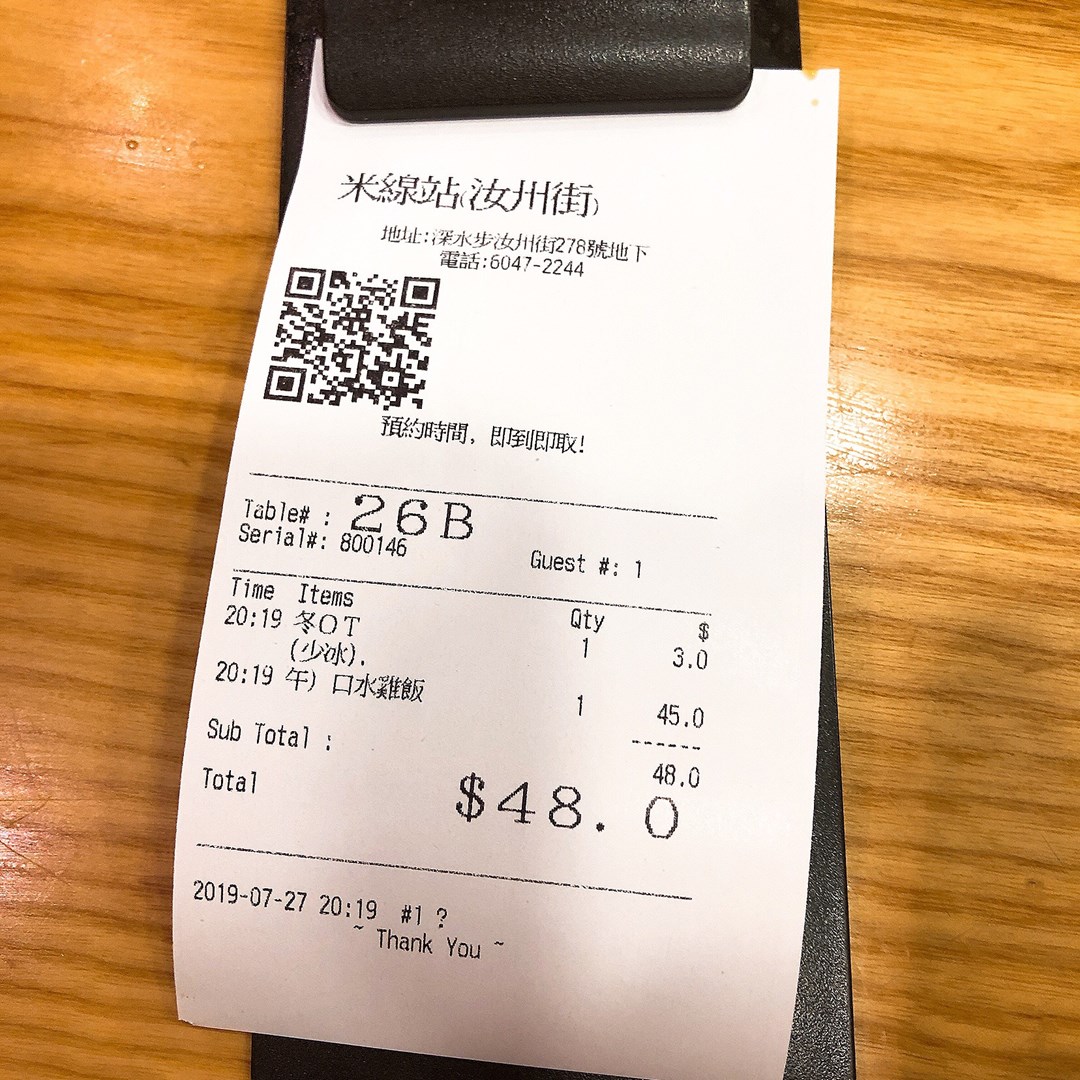 米線站(汝州街)
地址:深水步汝州街278號地下
電話:6047-2244
預約時間, 即到即取!
Table# : 26B
Serial#: 800146 Guest #: 1
Time Items Qty $
20:19 冬OT 1 3.0
(少冰).
20:19 午) 口水雞飯 1 45.0
------
Sub Total : 48.0
Total $48.0
2019-07-27 20:19 #1 ?
~ Thank You ~